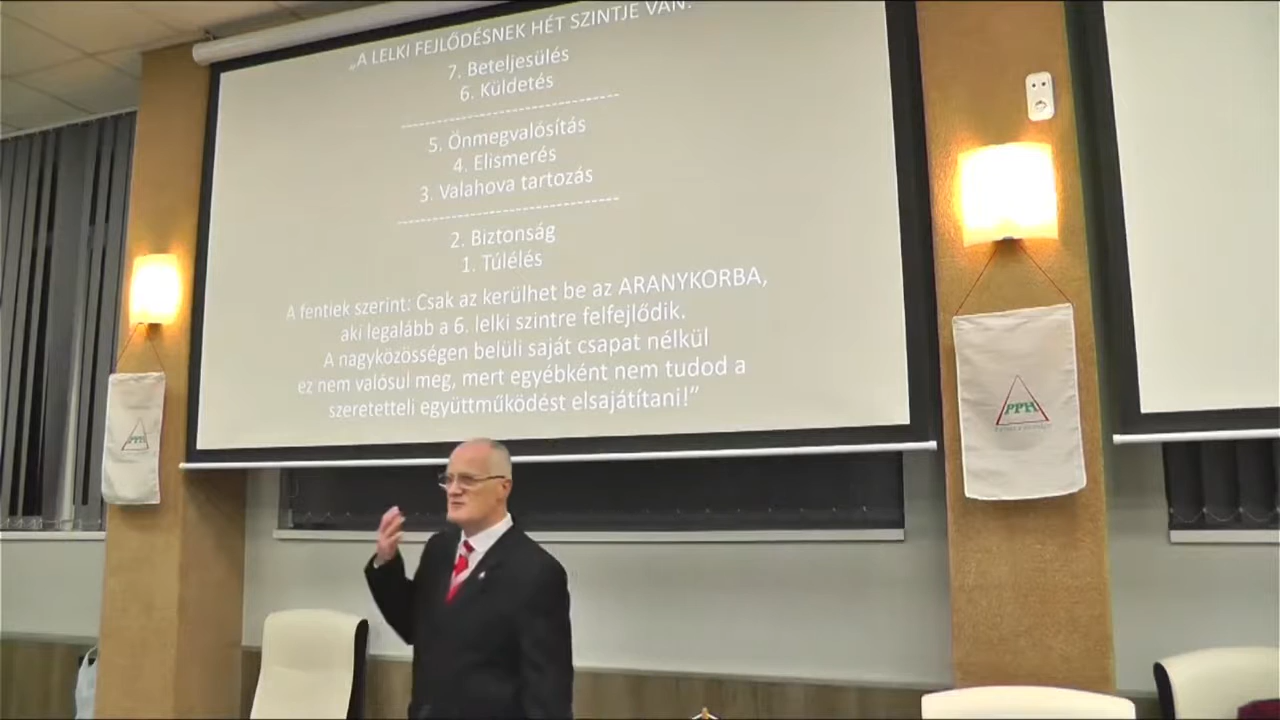 „A LELKI FEJLŐDÉSNEK HÉT SZINTJE VAN:
7. Beteljesülés
6. Küldetés
--------------------------------
5. Önmegvalósítás
4. Elismerés
3. Valahova tartozás
--------------------------------
2. Biztonság
1. Túlélés
A fentiek szerint: Csak az kerülhet be az ARANYKORBA,
aki legalább a 6. lelki szintre felfejlődik.
A nagyközösségen belüli saját csapat nélkül
ez nem valósul meg, mert egyébként nem tudod a
szeretetteli együttműködést elsajátítani!”
PPH
PPH